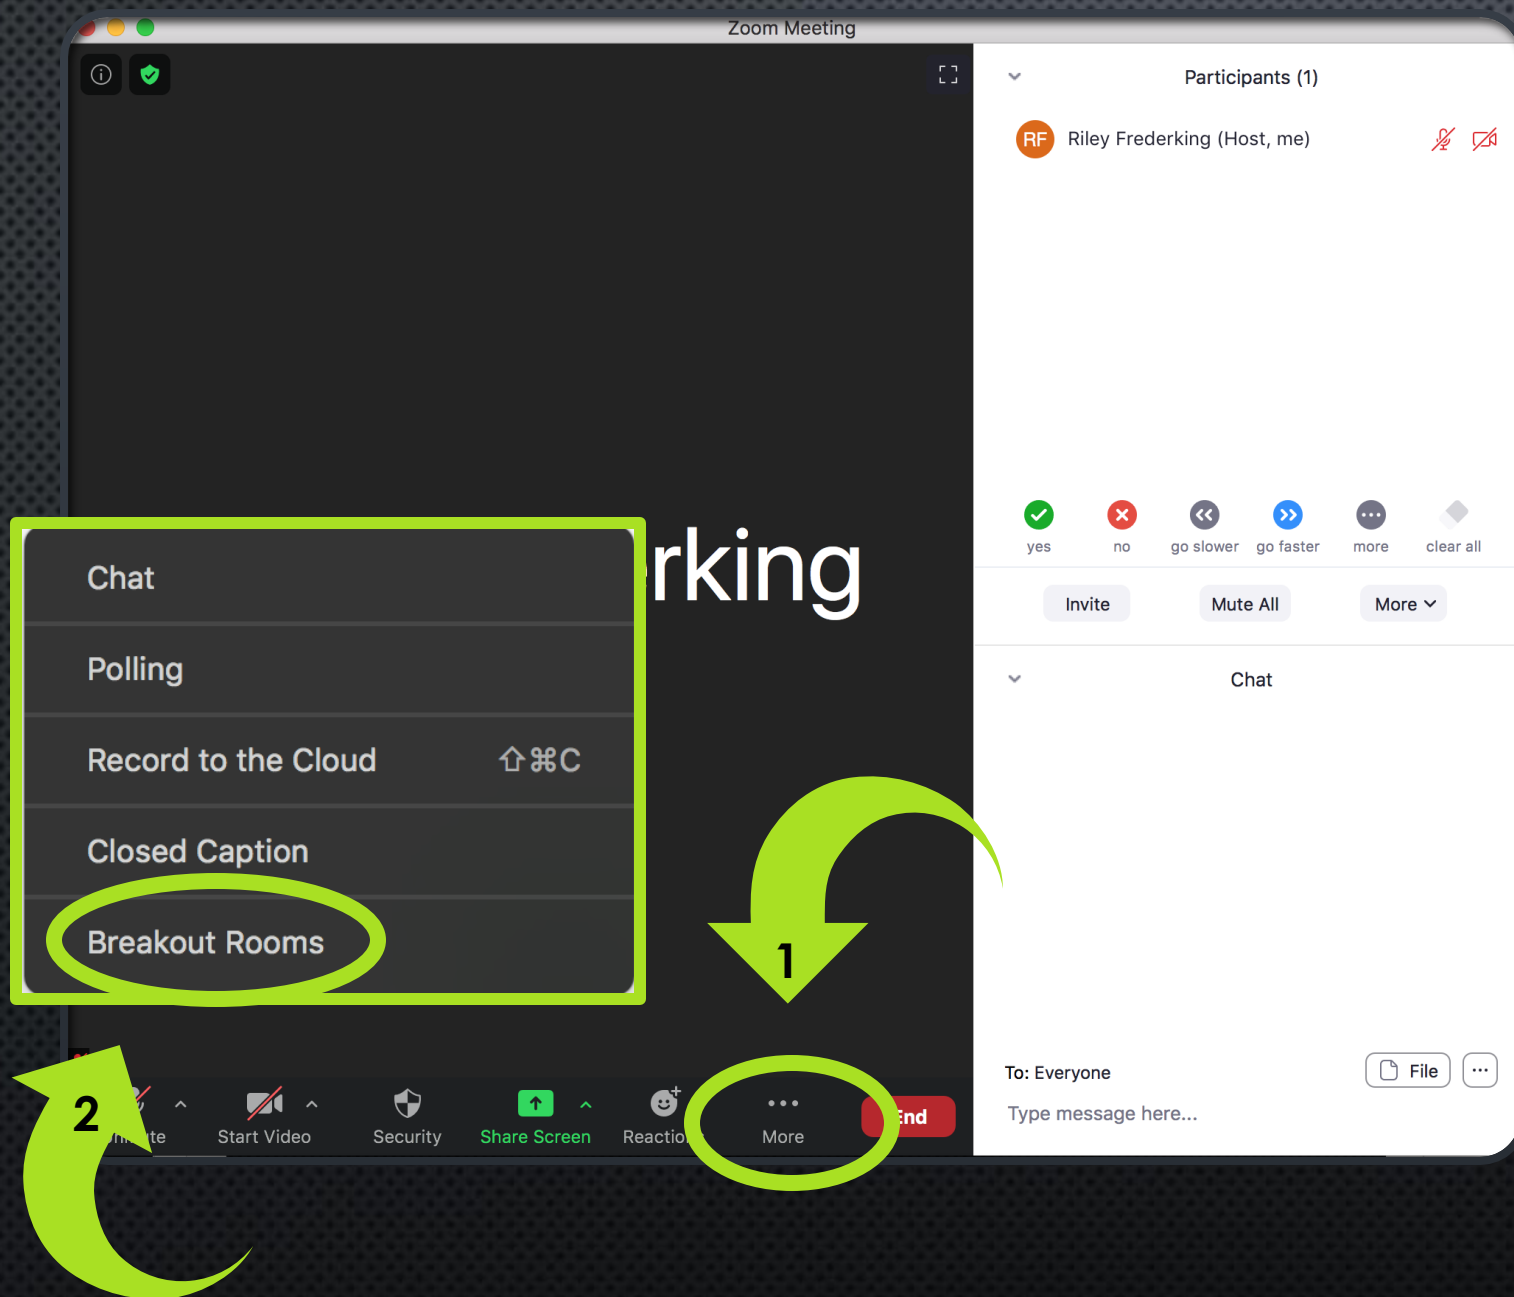 Zoom Meeting
Participants (1)
RF
Riley Frederking (Host, me)
rking
yes
no
go slower
go faster
more
clear all
Invite
Mute All
More
Chat
Polling
Record to the Cloud ⇧⌘C
Closed Caption
Breakout Rooms
1
Chat
To: Everyone
File
Type message here...
2
Start Video
Security
Share Screen
Reactio
More
End